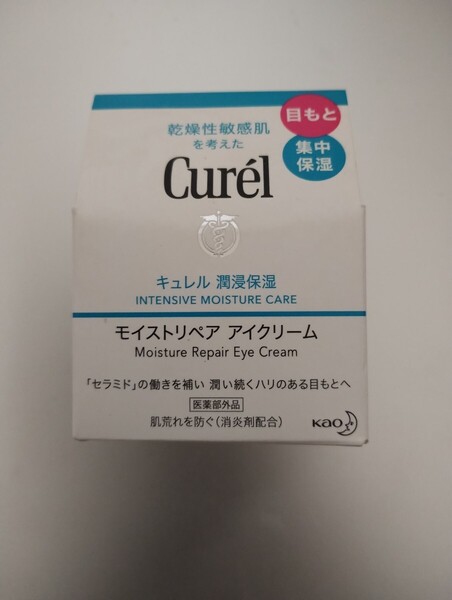 乾燥性敏感肌
を考えた
Curél
目もと
集中
保湿
キュレル 潤浸保湿
INTENSIVE MOISTURE CARE
モイストリペア アイクリーム
Moisture Repair Eye Cream
「セラミド」の働きを補い 潤い続くハリのある目もとへ
医薬部外品
肌荒れを防ぐ（消炎剤配合）
Kao